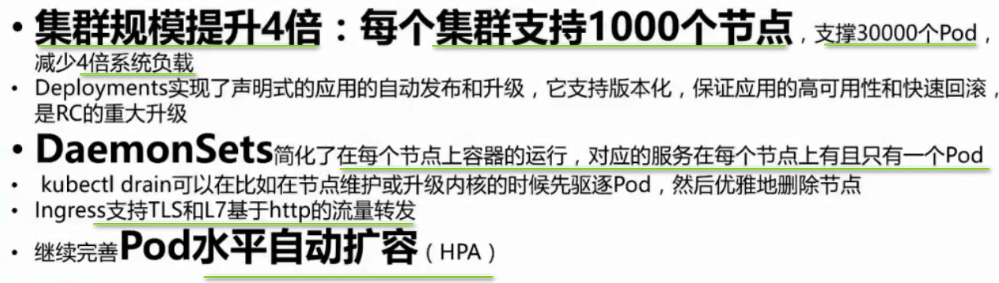 • 集群规模提升4倍：每个集群支持1000个节点，支撑30000个Pod，
减少4倍系统负载
• Deployments实现了声明式的应用的自动发布和升级，它支持版本化，保证应用的高可用性和快速回滚，
是RC的重大升级
• DaemonSets简化了在每个节点上容器的运行，对应的服务在每个节点上有且只有一个Pod
• kubectl drain可以在比如在节点维护或升级内核的时候先驱逐Pod，然后优雅地删除节点
• Ingress支持TLS和L7基于http的流量转发
• 继续完善Pod水平自动扩容（HPA）